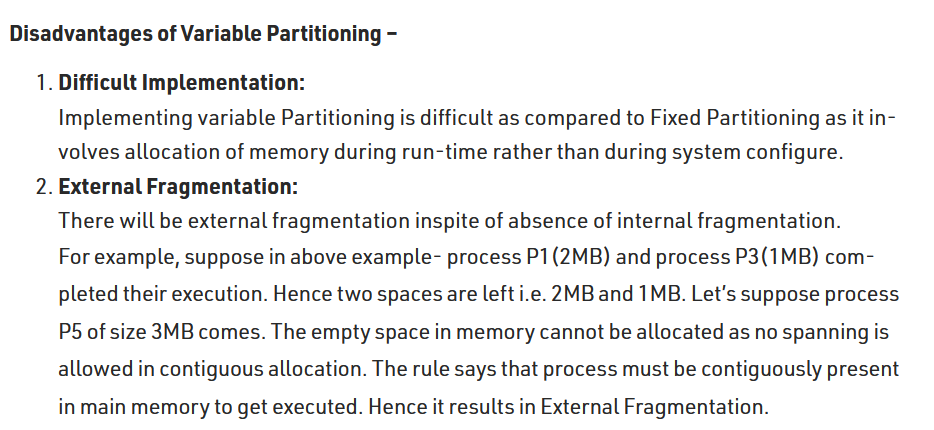 Disadvantages of Variable Partitioning –
1. Difficult Implementation:
Implementing variable Partitioning is difficult as compared to Fixed Partitioning as it in-
volves allocation of memory during run-time rather than during system configure.
2. External Fragmentation:
There will be external fragmentation inspite of absence of internal fragmentation.
For example, suppose in above example- process P1(2MB) and process P3(1MB) com-
pleted their execution. Hence two spaces are left i.e. 2MB and 1MB. Let’s suppose process
P5 of size 3MB comes. The empty space in memory cannot be allocated as no spanning is
allowed in contiguous allocation. The rule says that process must be contiguously present
in main memory to get executed. Hence it results in External Fragmentation.